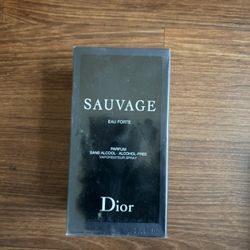 SAUVAGE
EAU FORTE
PARFUM
SANS ALCOOL - ALCOHOL-FREE
VAPORISATEUR SPRAY
Dior